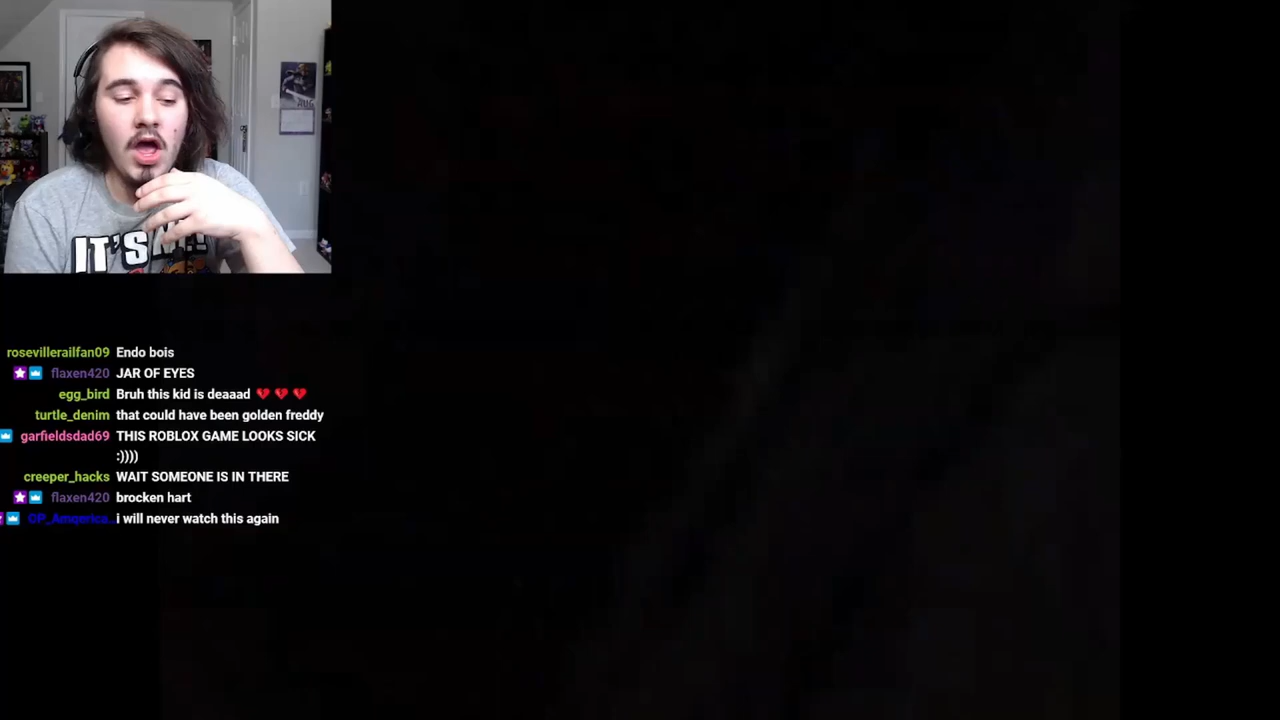 AUG
IT'S ME!
rosevillerailfan09 Endo bois
flaxen420 JAR OF EYES
egg_bird Bruh this kid is deaaad 💔 💔 💔
turtle_denim that could have been golden freddy
garfieldsdad69 THIS ROBLOX GAME LOOKS SICK
:))))
creeper_hacks WAIT SOMEONE IS IN THERE
flaxen420 brocken hart
i will never watch this again